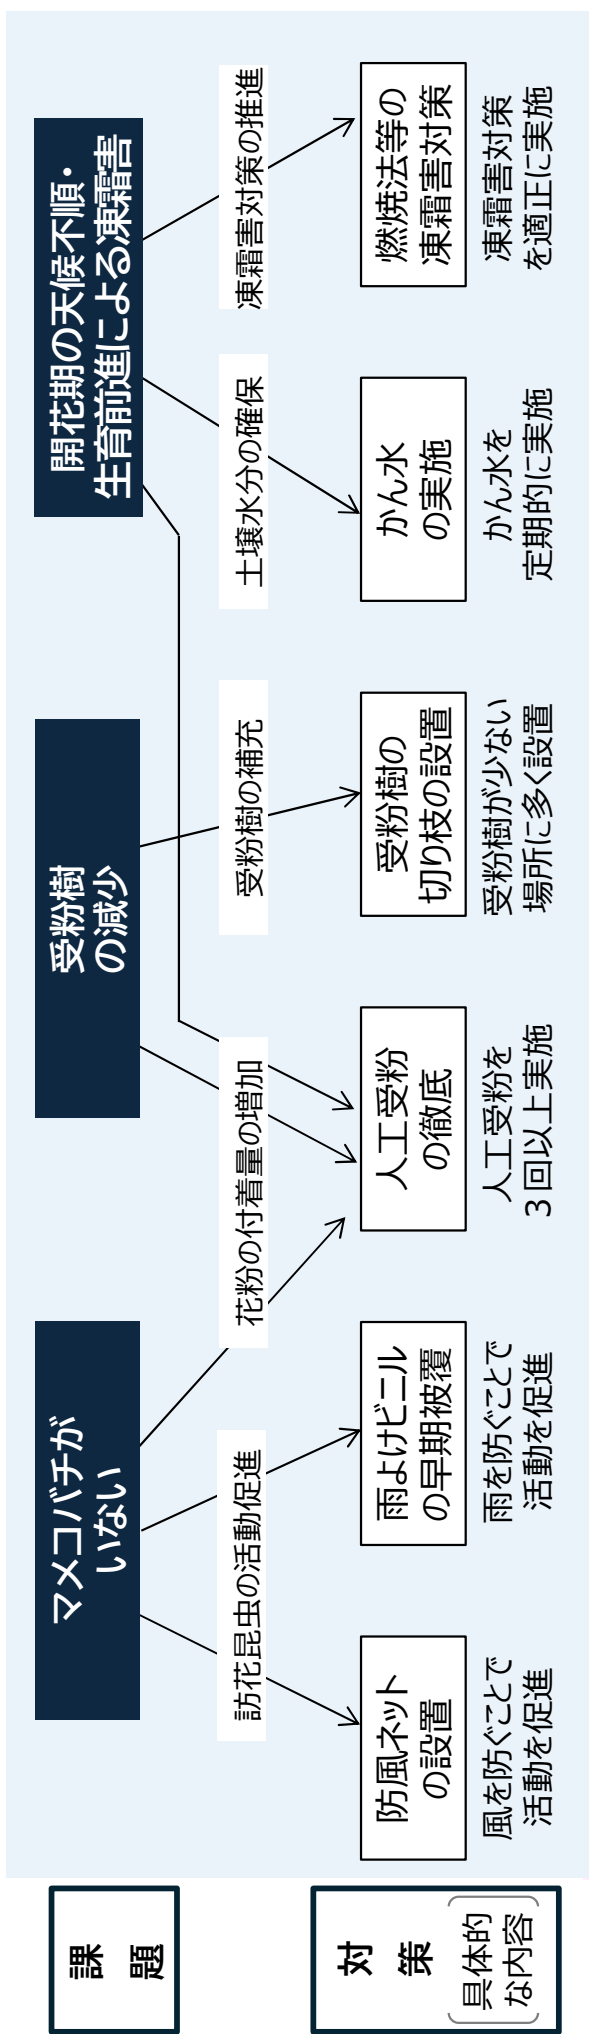 課題
マメコバチが
いない
受粉樹
の減少
開花期の天候不順・
生育前進による凍霜害
訪花昆虫の活動促進
花粉の付着量の増加
受粉樹の補充
土壌水分の確保
凍霜害対策の推進
対策
具体的
な内容
防風ネット
の設置
風を防ぐことで
活動を促進
雨よけビニル
の早期被覆
雨を防ぐことで
活動を促進
人工受粉
の徹底
人工受粉を
３回以上実施
受粉樹の
切り枝の設置
受粉樹が少ない
場所に多く設置
かん水
の実施
かん水を
定期的に実施
燃焼法等の
凍霜害対策
凍霜害対策
を適正に実施